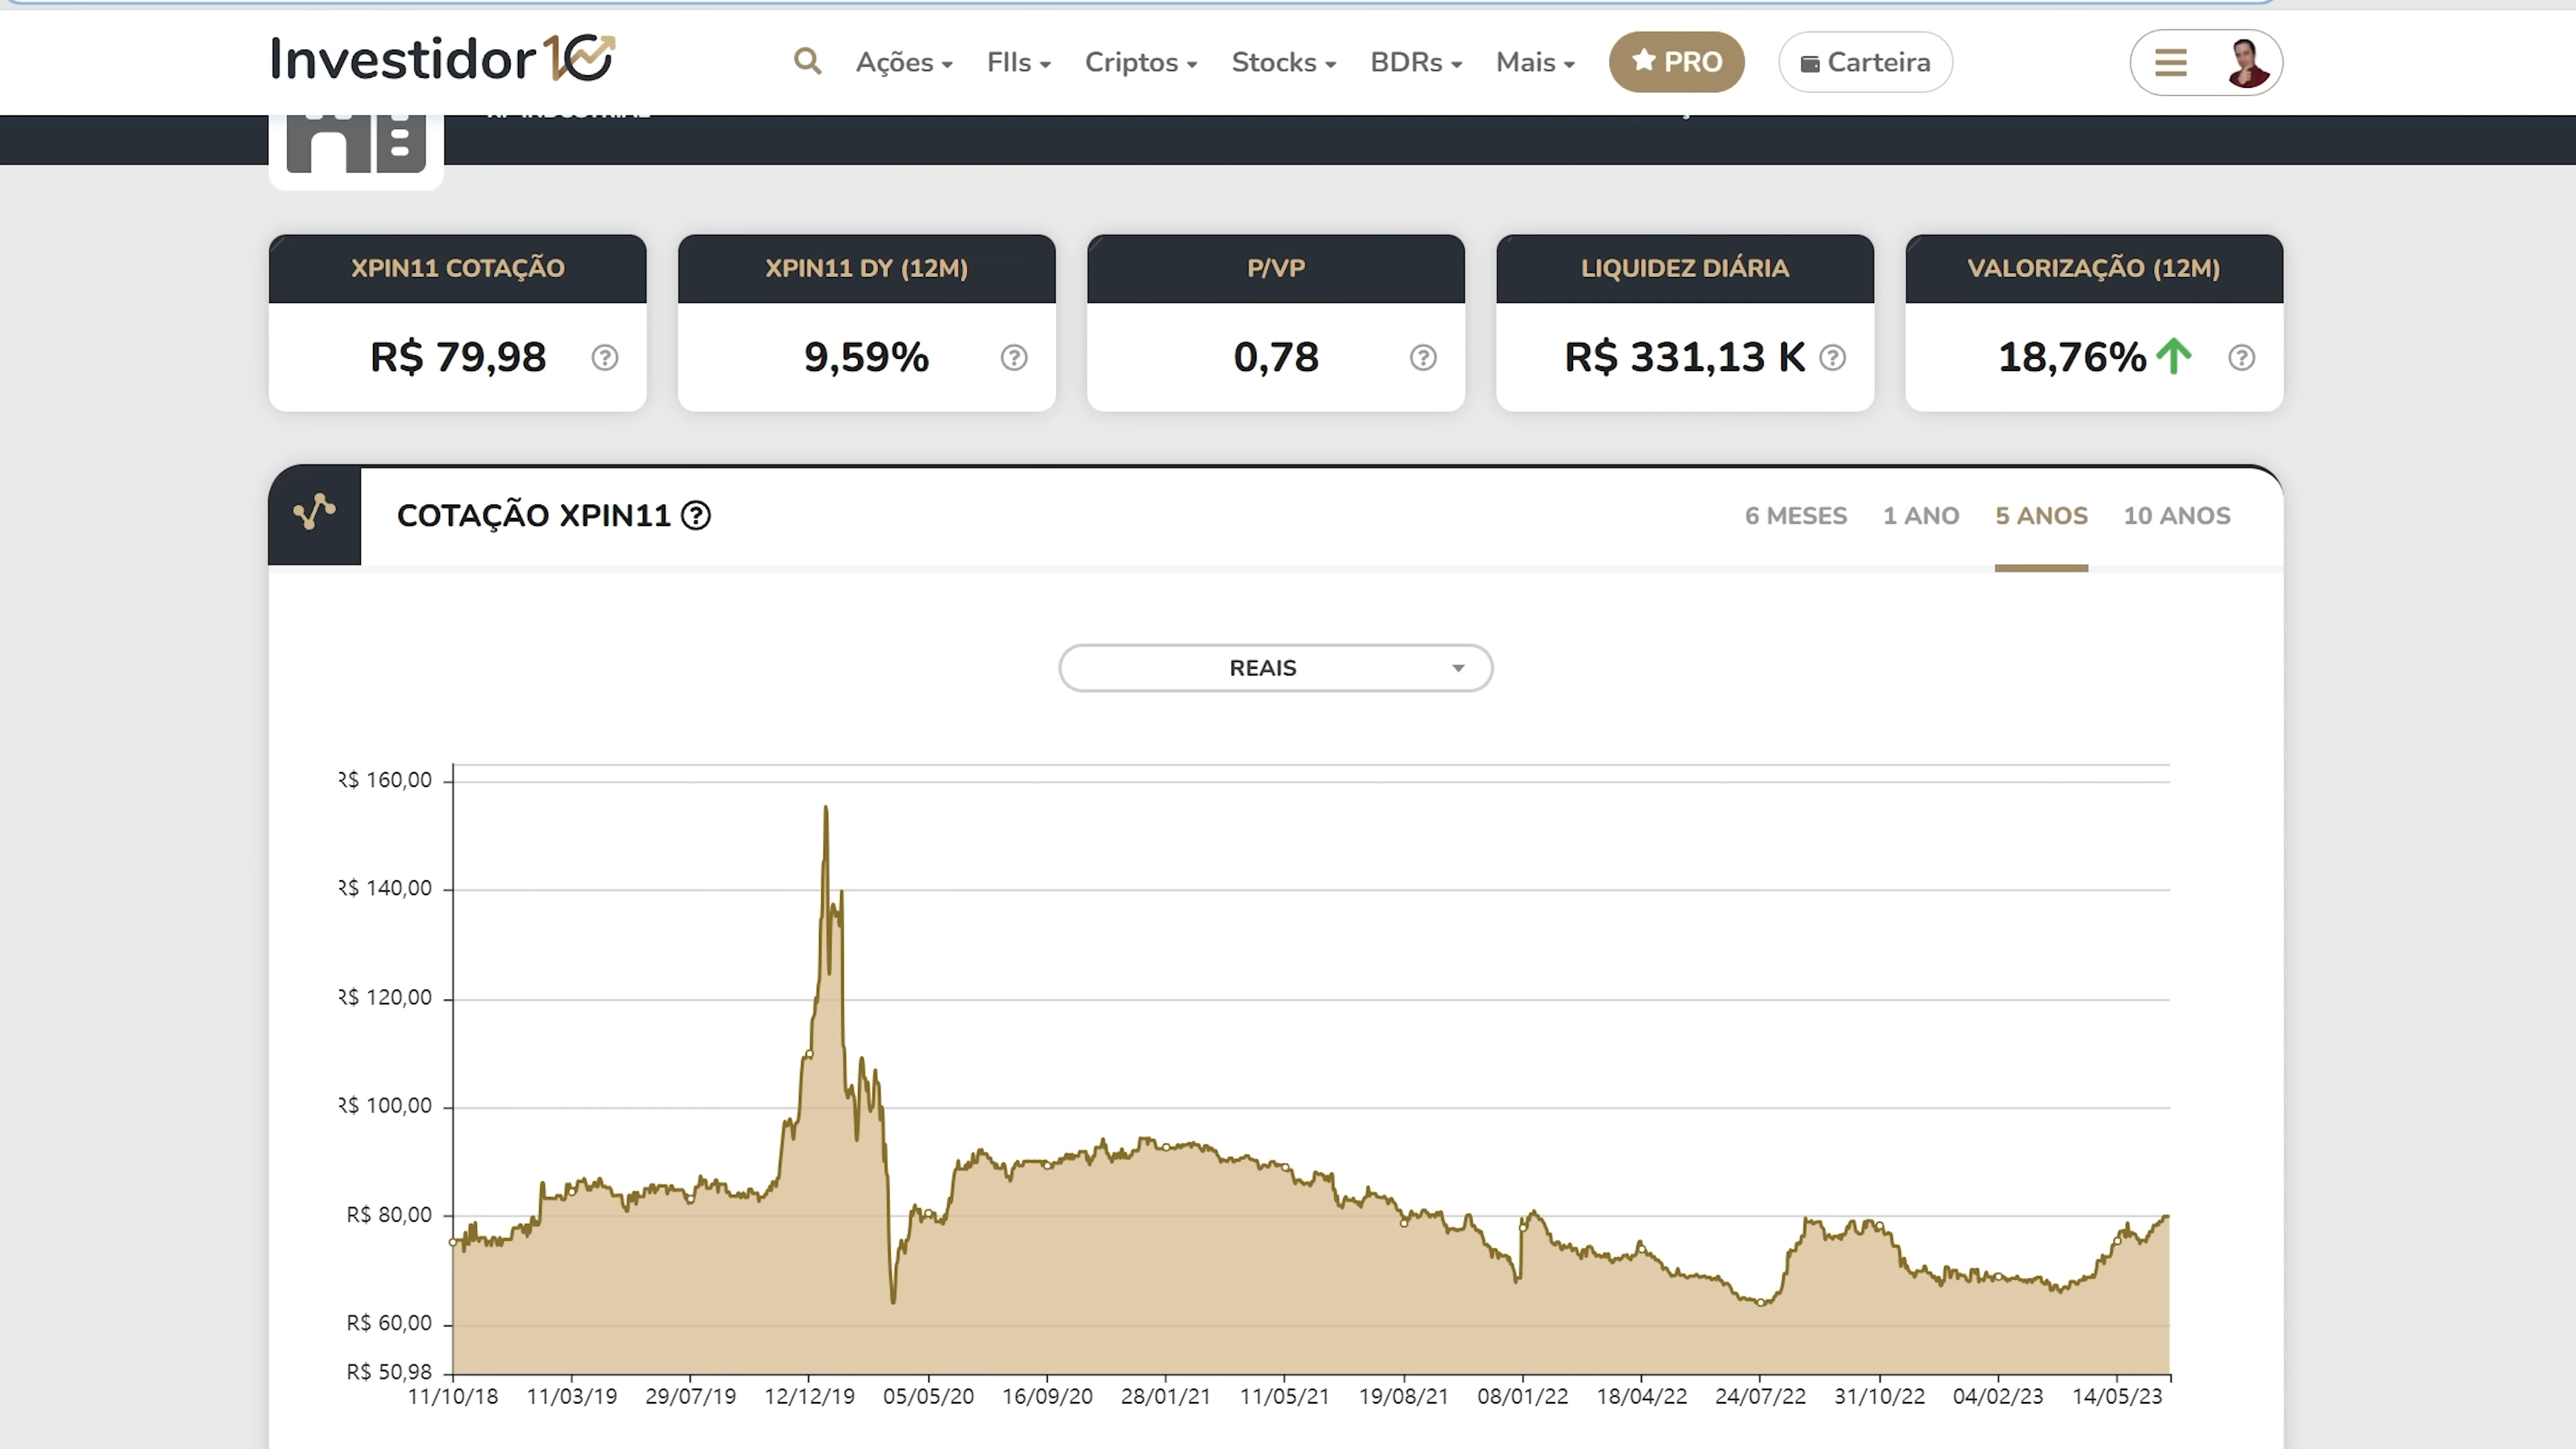 Investidor10
Ações FIIs Criptos Stocks BDRs Mais PRO Carteira
XPIN11 COTAÇÃO
R$ 79,98
XPIN11 DY (12M)
9,59%
P/VP
0,78
LIQUIDEZ DIÁRIA
R$ 331,13 K
VALORIZAÇÃO (12M)
18,76%
COTAÇÃO XPIN11
6 MESES 1 ANO 5 ANOS 10 ANOS
REAIS
R$ 160,00
R$ 140,00
R$ 120,00
R$ 100,00
R$ 80,00
R$ 60,00
R$ 50,98
11/10/18 11/03/19 29/07/19 12/12/19 05/05/20 16/09/20 28/01/21 11/05/21 19/08/21 08/01/22 18/04/22 24/07/22 31/10/22 04/02/23 14/05/23